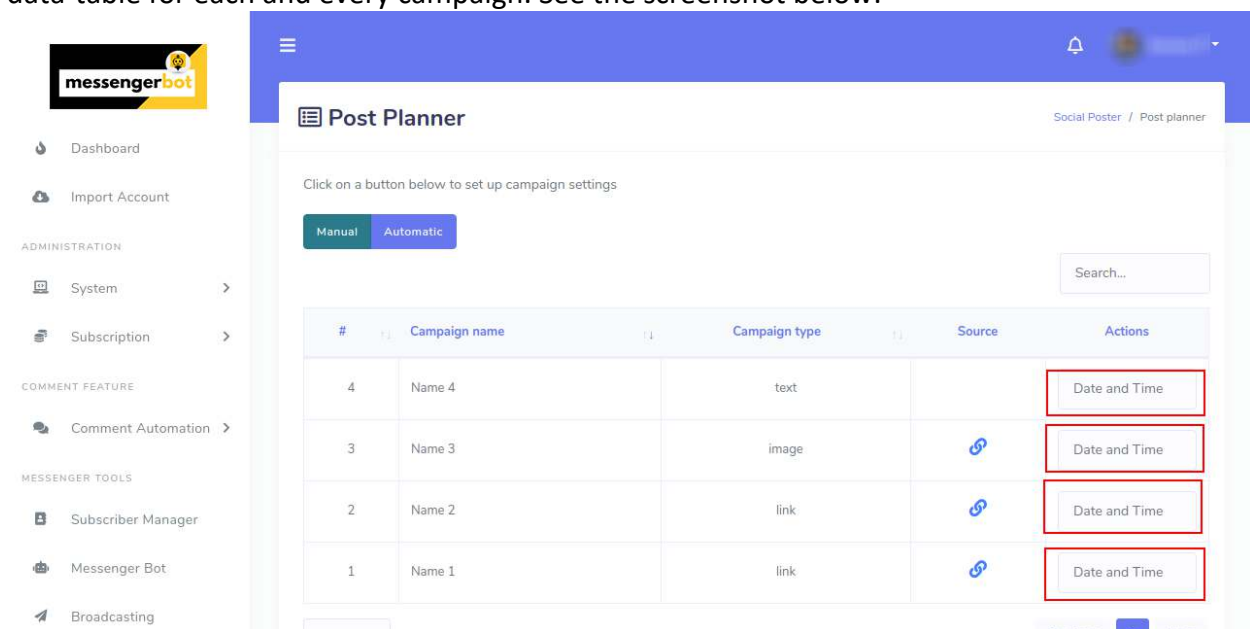 data-table for each and every campaign. See the screenshot below:
messengerbot
Post Planner
Social Poster / Post planner
Dashboard
Import Account
ADMINISTRATION
System
Subscription
COMMENT FEATURE
Comment Automation
MESSENGER TOOLS
Subscriber Manager
Messenger Bot
Broadcasting
Click on a button below to set up campaign settings
Manual Automatic
Search...
# Campaign name Campaign type Source Actions
4 Name 4 text Date and Time
3 Name 3 image Date and Time
2 Name 2 link Date and Time
1 Name 1 link Date and Time